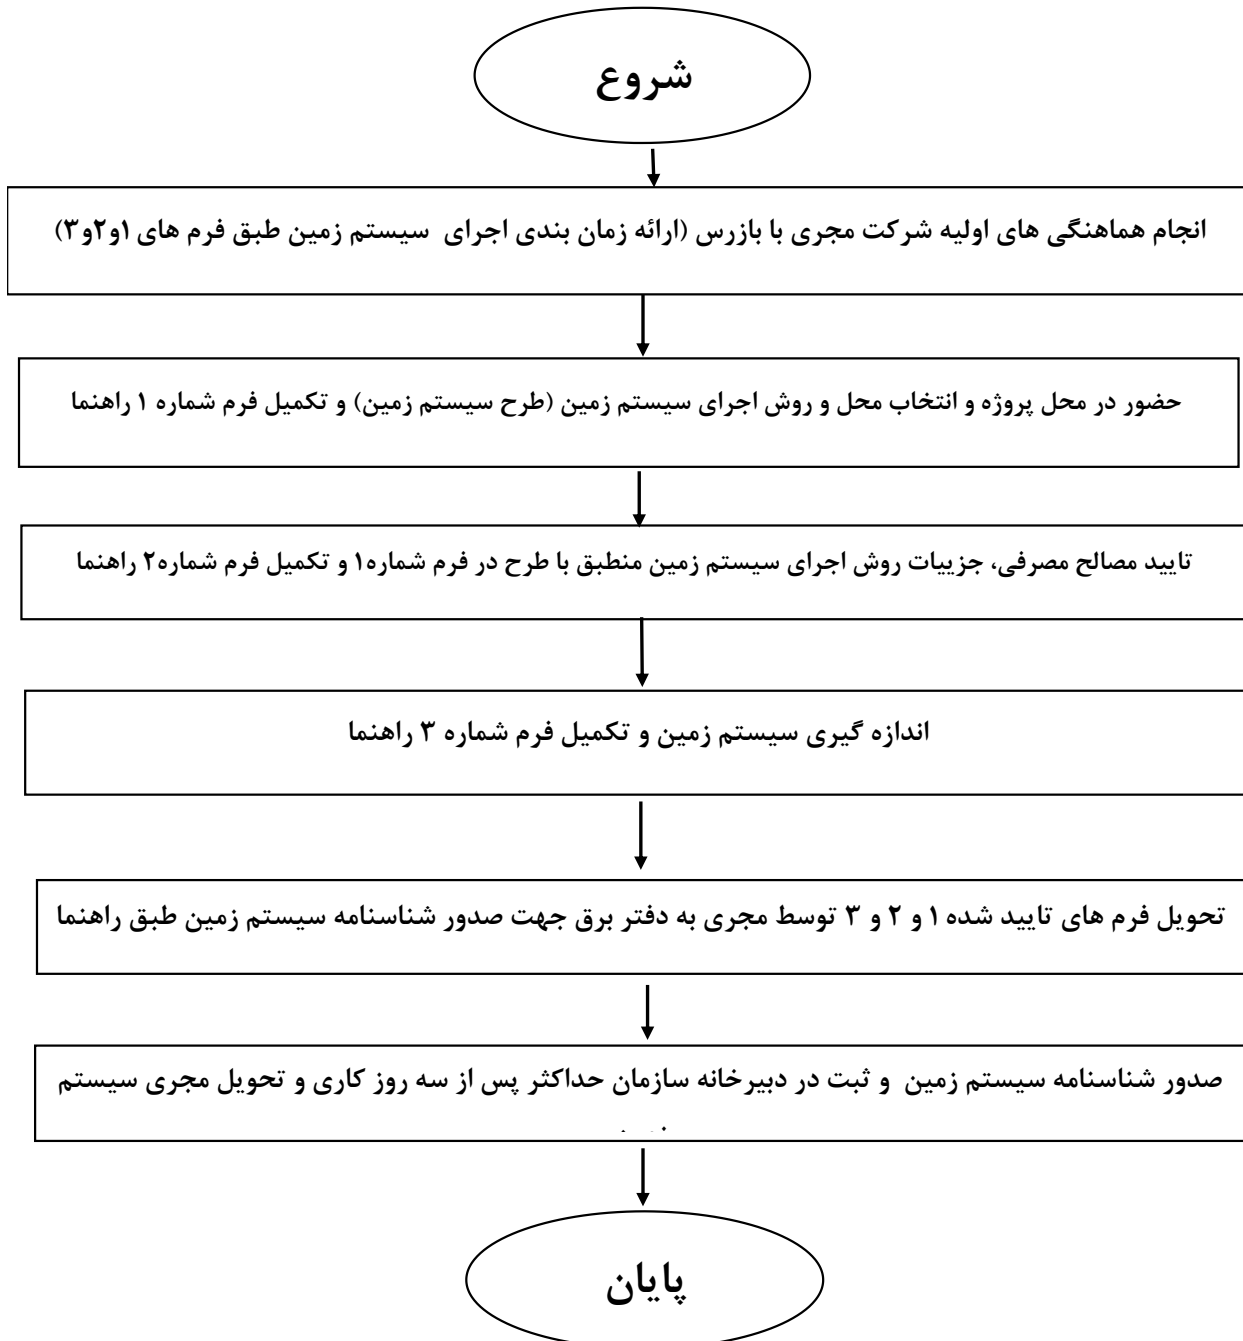 شروع
انجام هماهنگی های اولیه شرکت مجری با بازرس (ارائه زمان بندی اجرای سیستم زمین طبق فرم های ۱و۲و۳)
حضور در محل پروژه و انتخاب محل و روش اجرای سیستم زمین (طرح سیستم زمین) و تکمیل فرم شماره ۱ راهنما
تایید مصالح مصرفی، جزییات روش اجرای سیستم زمین منطبق با طرح در فرم شماره۱ و تکمیل فرم شماره۲ راهنما
اندازه گیری سیستم زمین و تکمیل فرم شماره ۳ راهنما
تحویل فرم های تایید شده ۱ و ۲ و ۳ توسط مجری به دفتر برق جهت صدور شناسنامه سیستم زمین طبق راهنما
صدور شناسنامه سیستم زمین و ثبت در دبیرخانه سازمان حداکثر پس از سه روز کاری و تحویل مجری سیستم
پایان